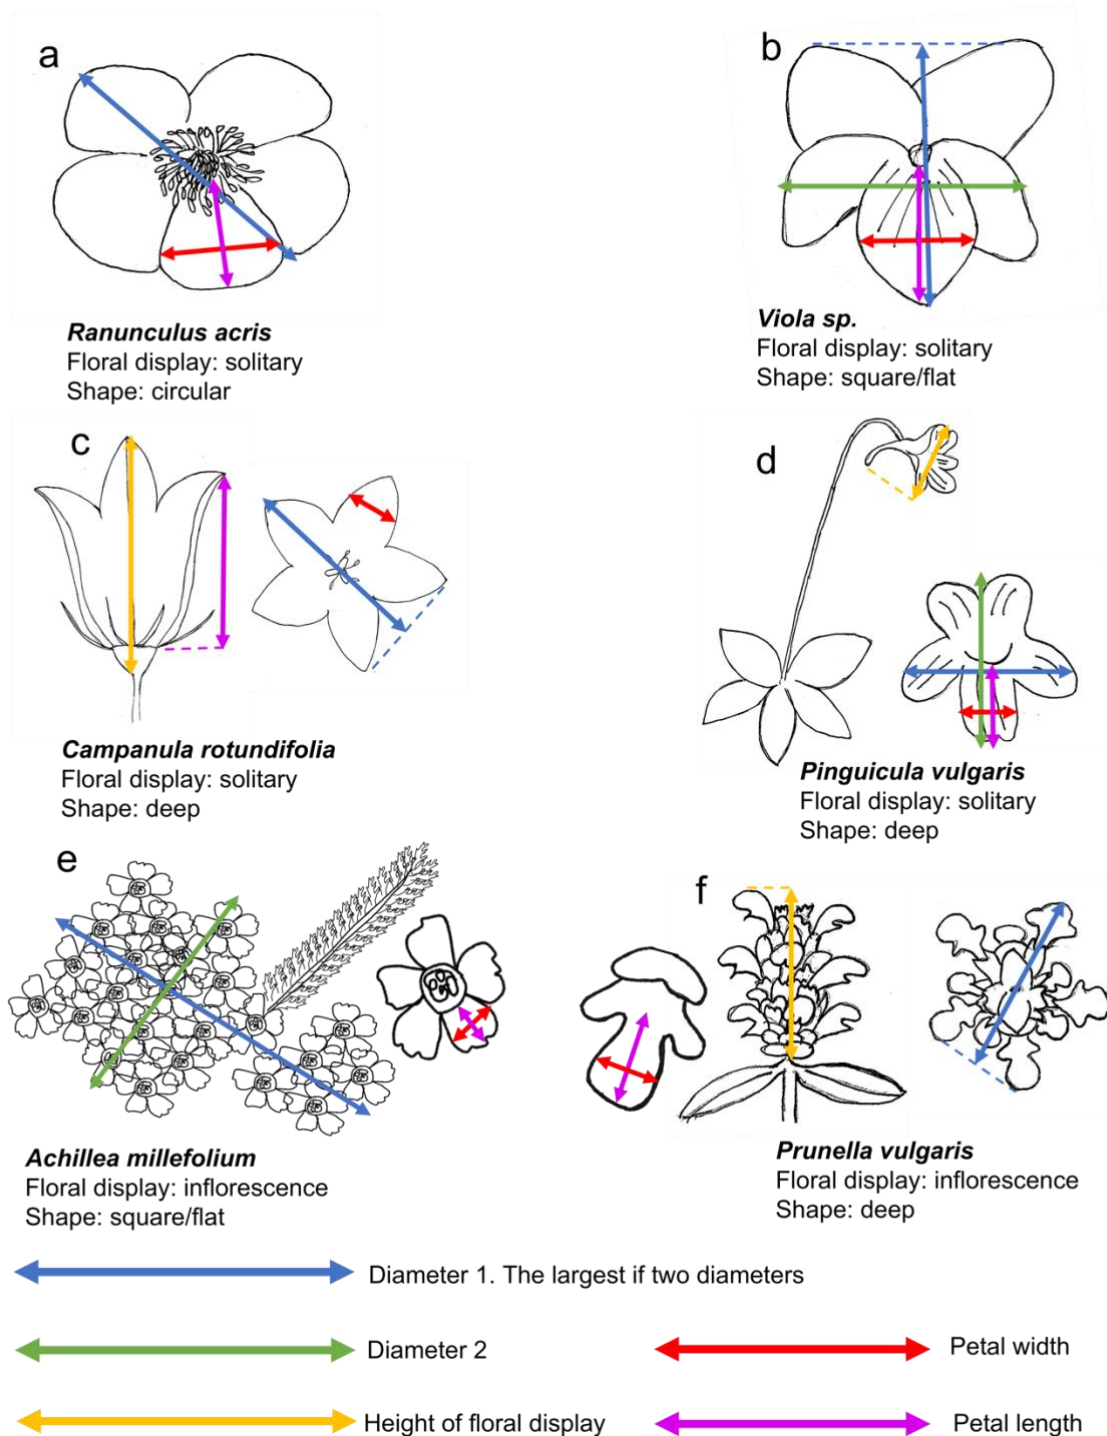 a
Ranunculus acris
Floral display: solitary
Shape: circular
b
Viola sp.
Floral display: solitary
Shape: square/flat
c
Campanula rotundifolia
Floral display: solitary
Shape: deep
d
Pinguicula vulgaris
Floral display: solitary
Shape: deep
e
Achillea millefolium
Floral display: inflorescence
Shape: square/flat
f
Prunella vulgaris
Floral display: inflorescence
Shape: deep
Diameter 1. The largest if two diameters
Diameter 2
Petal width
Height of floral display
Petal length